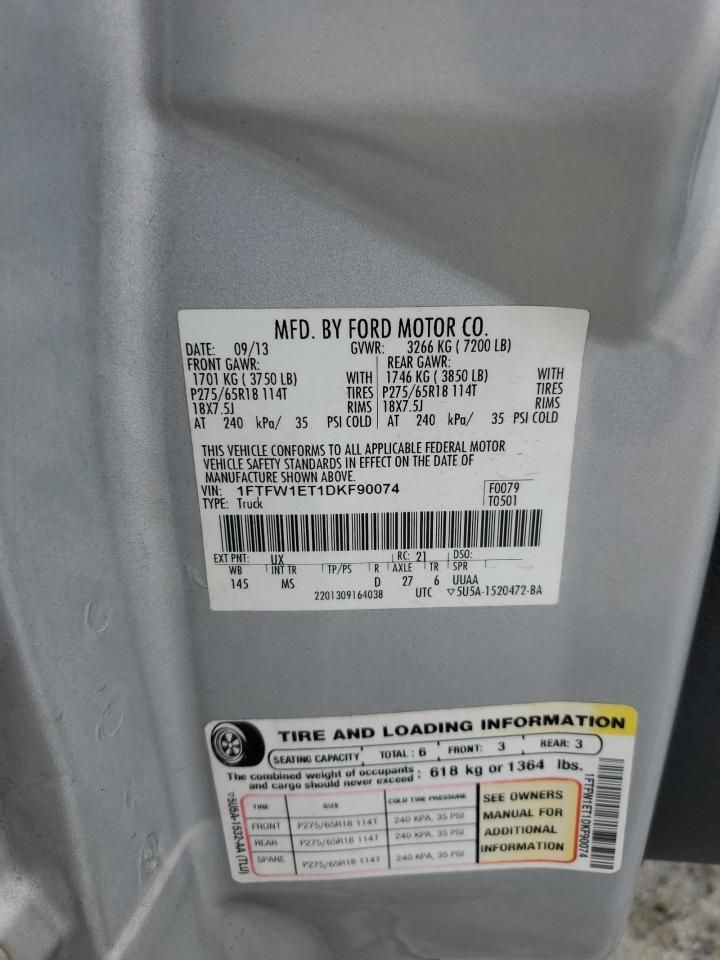 MFD. BY FORD MOTOR CO.
DATE: 09/13 GVWR: 3266 KG ( 7200 LB)
FRONT GAWR: REAR GAWR:
1701 KG ( 3750 LB) WITH 1746 KG ( 3850 LB) WITH
P275/65R18 114T TIRES P275/65R18 114T TIRES
18X7.5J RIMS 18X7.5J RIMS
AT 240 kPa/ 35 PSI COLD AT 240 kPa/ 35 PSI COLD
THIS VEHICLE CONFORMS TO ALL APPLICABLE FEDERAL MOTOR
VEHICLE SAFETY STANDARDS IN EFFECT ON THE DATE OF
MANUFACTURE SHOWN ABOVE.
VIN: 1FTFW1ET1DKF90074 F0079
TYPE: Truck T0501
EXT PNT: UX RC: 21 DSO:
WB INT TR TP/PS R AXLE TR SPR
145 MS D 27 6 UUAA
2201309164038 UTC ▽5U5A-1520472-BA
TIRE AND LOADING INFORMATION
SEATING CAPACITY TOTAL : 6 FRONT: 3 REAR: 3
The combined weight of occupants and cargo should never exceed : 618 kg or 1364 lbs.
TIRE SIZE COLD TIRE PRESSURE
FRONT P275/65R18 114T 240 KPA, 35 PSI
REAR P275/65R18 114T 240 KPA, 35 PSI
SPARE P275/65R18 114T 240 KPA, 35 PSI
SEE OWNERS
MANUAL FOR
ADDITIONAL
INFORMATION
▽5U5A-1532-AA (TLU)
1FTFW1ET1DKF90074